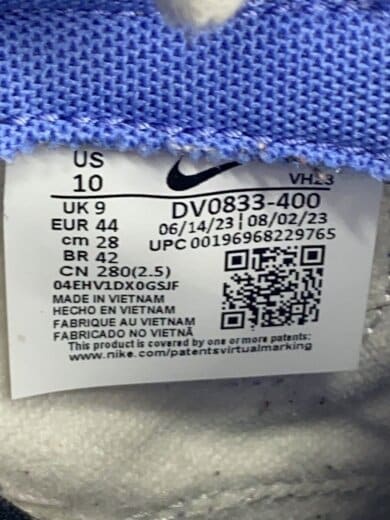 US
10
VH23
UK 9
EUR 44
cm 28
BR 42
CN 280(2.5)
DV0833-400
06/14/23 | 08/02/23
UPC 00196968229765
04EHV1DX0GSJF
MADE IN VIETNAM
HECHO EN VIETNAM
FABRIQUE AU VIETNAM
FABRICADO NO VIETNÃ
This product is covered by one or more patents:
www.nike.com/patentsvirtualmarking